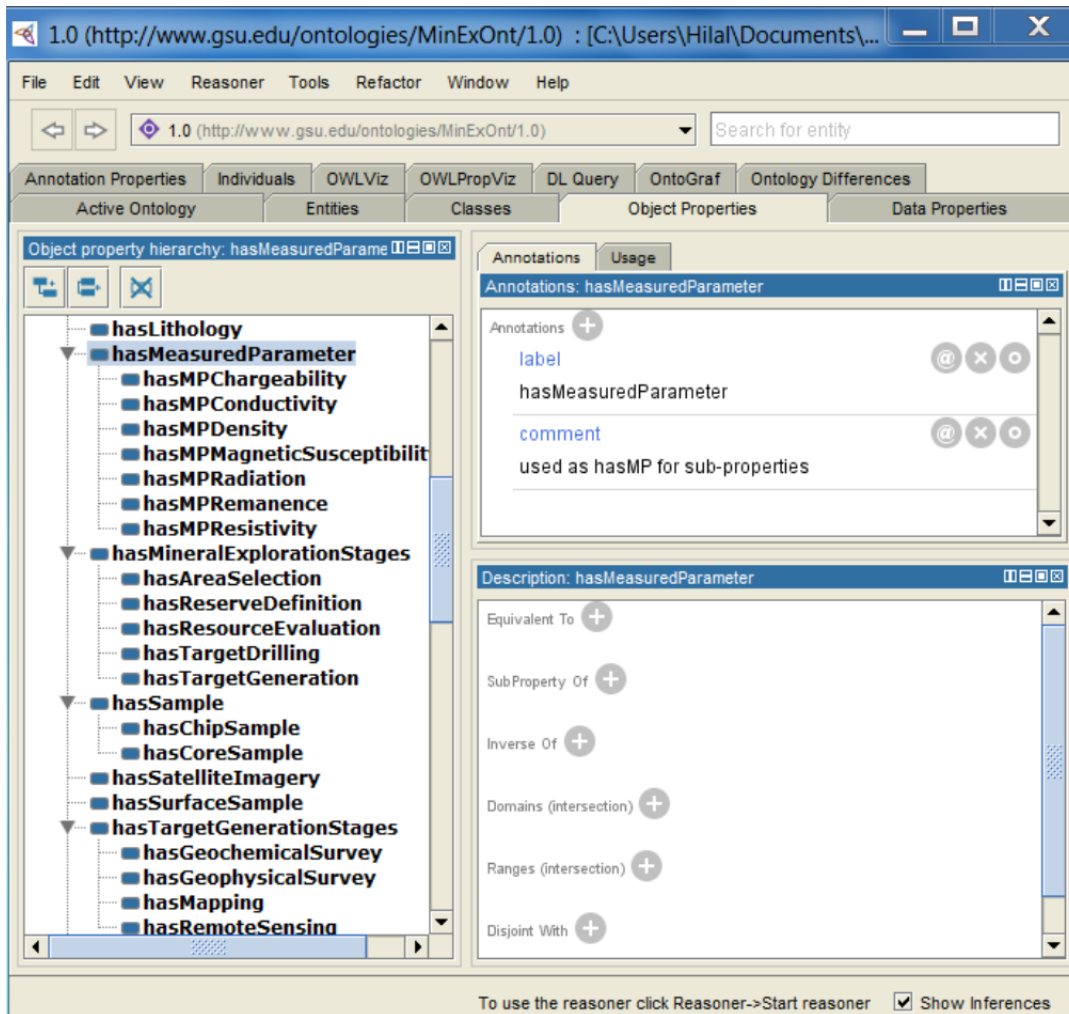 1.0 (http://www.gsu.edu/ontologies/MinExOnt/1.0) : [C:\Users\Hilal\Documents\...
File Edit View Reasoner Tools Refactor Window Help
1.0 (http://www.gsu.edu/ontologies/MinExOnt/1.0) Search for entity
Annotation Properties Individuals OWLViz OWLPropViz DL Query OntoGraf Ontology Differences
Active Ontology Entities Classes Object Properties Data Properties
Object property hierarchy: hasMeasuredParame
hasLithology
hasMeasuredParameter
hasMPChargeability
hasMPConductivity
hasMPDensity
hasMPMagneticSusceptibilit
hasMPRadiation
hasMPRemanence
hasMPResistivity
hasMineralExplorationStages
hasAreaSelection
hasReserveDefinition
hasResourceEvaluation
hasTargetDrilling
hasTargetGeneration
hasSample
hasChipSample
hasCoreSample
hasSatelliteImagery
hasSurfaceSample
hasTargetGenerationStages
hasGeochemicalSurvey
hasGeophysicalSurvey
hasMapping
hasRemoteSensing
Annotations Usage
Annotations: hasMeasuredParameter
Annotations
label
hasMeasuredParameter
comment
used as hasMP for sub-properties
Description: hasMeasuredParameter
Equivalent To
SubProperty Of
Inverse Of
Domains (intersection)
Ranges (intersection)
Disjoint With
To use the reasoner click Reasoner->Start reasoner Show Inferences